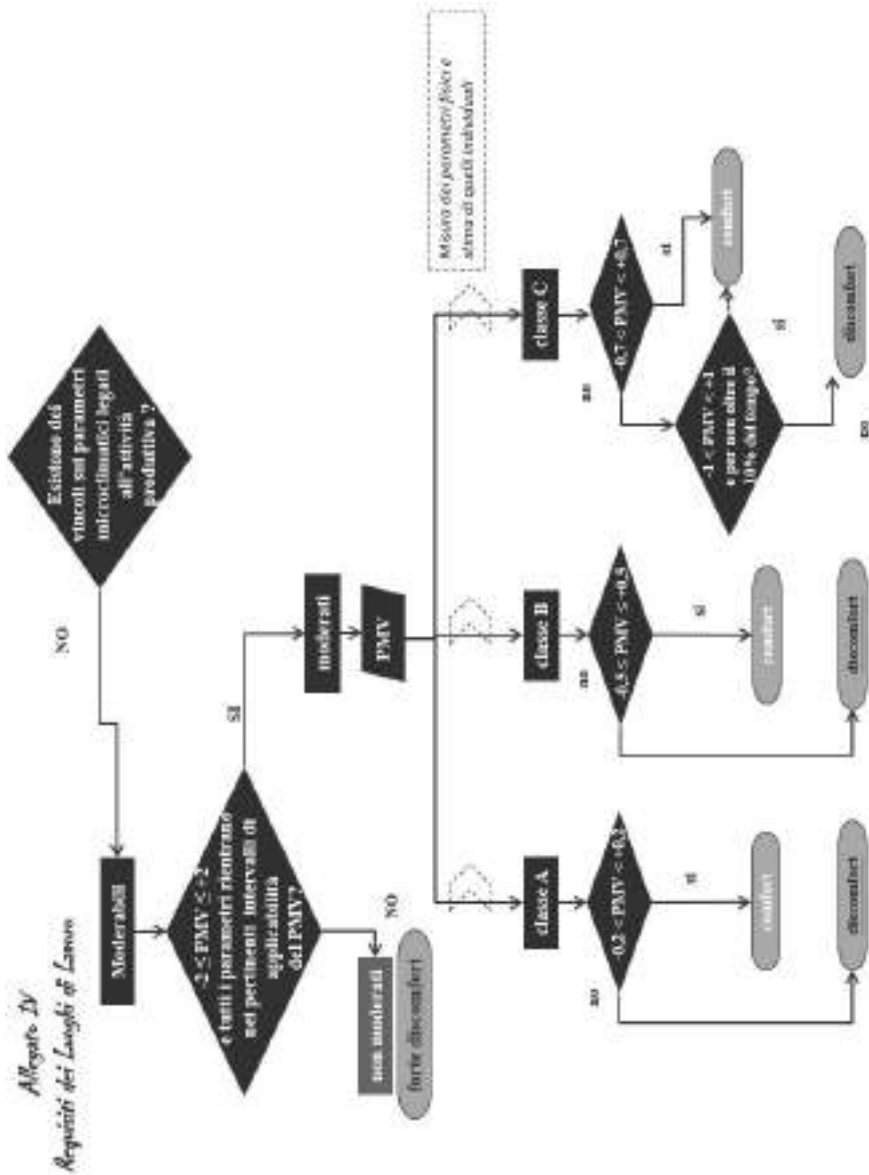 Allegato IV
Requisiti dei Luoghi di Lavoro
Esistono dei
vincoli sui parametri
microclimatici legati
all'attività
produttiva ?
NO
Moderabili
-2 ≤ PMV ≤ +2
e tutti i parametri rientrano
nei pertinenti intervalli di
applicabilità
del PMV?
SI
NO
non moderati
forte discomfort
moderati
PMV
Misura dei parametri fisici e
stima di quelli individuali
classe A
-0,2 < PMV < +0,2
no
si
comfort
discomfort
classe B
-0,5 ≤ PMV ≤ +0,5
no
si
comfort
discomfort
classe C
-0,7 < PMV < +0,7
no
si
comfort
-1 < PMV < +1
e per non oltre il
10% del tempo?
si
no
discomfort